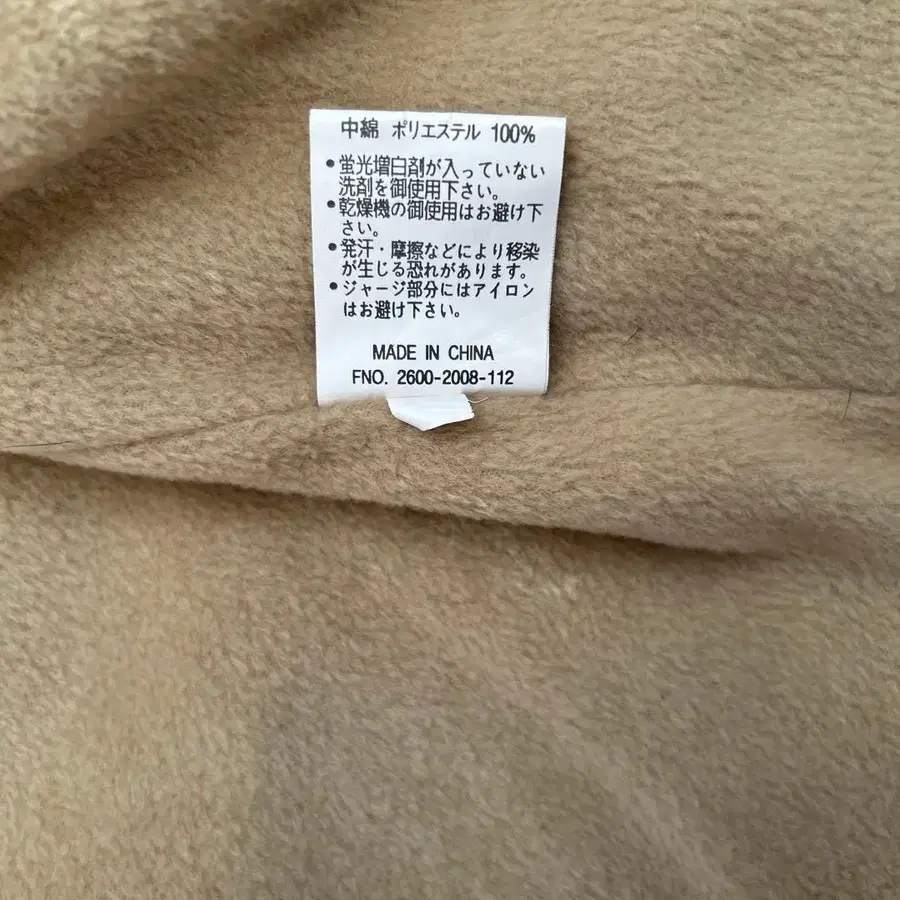 中綿 ポリエステル 100%
•蛍光増白剤が入っていない
洗剤を御使用下さい。
•乾燥機の御使用はお避け下
さい。
•発汗・摩擦などにより移染
が生じる恐れがあります。
•ジャージ部分にはアイロン
はお避け下さい。
MADE IN CHINA
FNO. 2600-2008-112